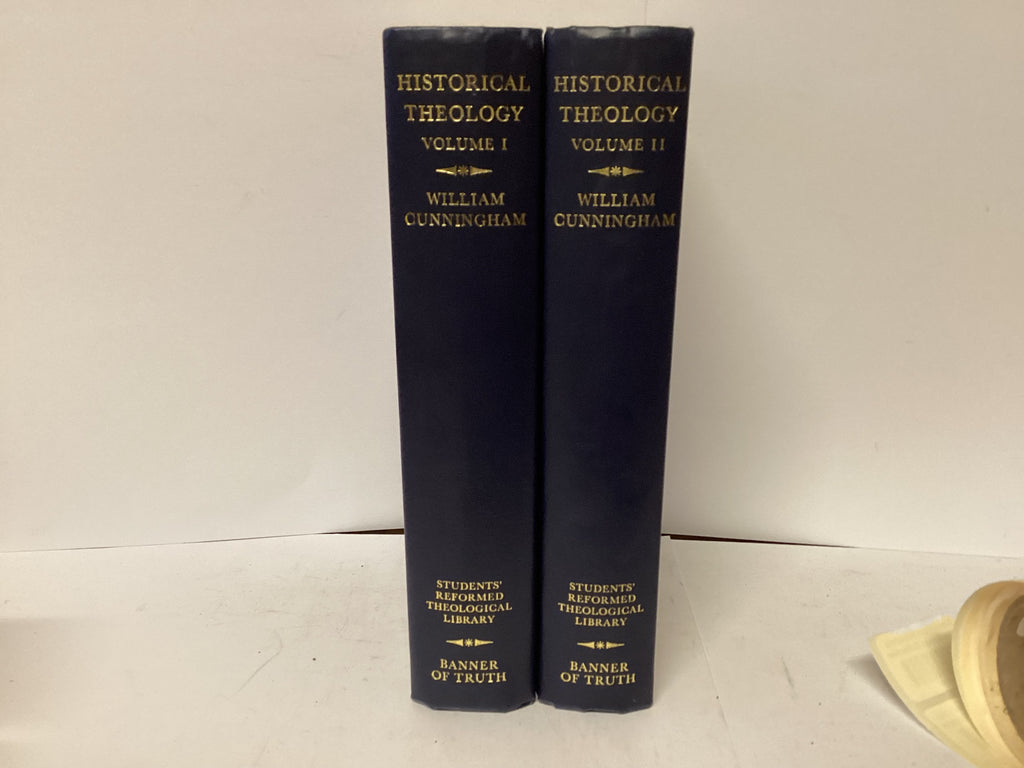 HISTORICAL
THEOLOGY
VOLUME I
WILLIAM
CUNNINGHAM
STUDENTS'
REFORMED
THEOLOGICAL
LIBRARY
BANNER
OF TRUTH
HISTORICAL
THEOLOGY
VOLUME II
WILLIAM
CUNNINGHAM
STUDENTS'
REFORMED
THEOLOGICAL
LIBRARY
BANNER
OF TRUTH